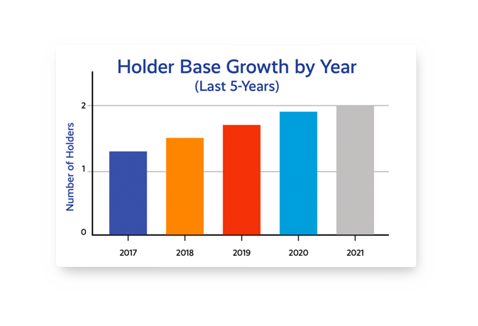 Holder Base Growth by Year
(Last 5-Years)
Number of Holders
2
1
0
2017 2018 2019 2020 2021